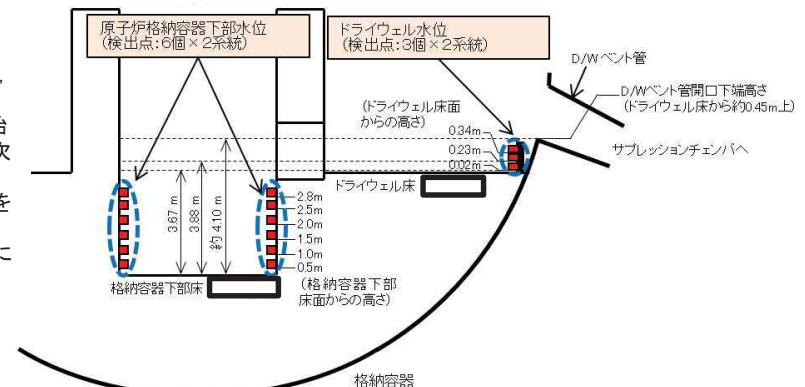 原子炉格納容器下部水位
(検出点:6個×2系統)
ドライウェル水位
(検出点:3個×2系統)
D/Wベント管
D/Wベント管開口下端高さ
(ドライウェル床から約0.45m上)
サプレッションチェンバへ
(ドライウェル床面
からの高さ)
0.34m
0.23m
0.02m
ドライウェル床
3.67 m
3.88 m
約 4.10 m
2.8m
2.5m
2.0m
1.5m
1.0m
0.5m
格納容器下部床
(格納容器下部
床面からの高さ)
格納容器
台
次
を
に